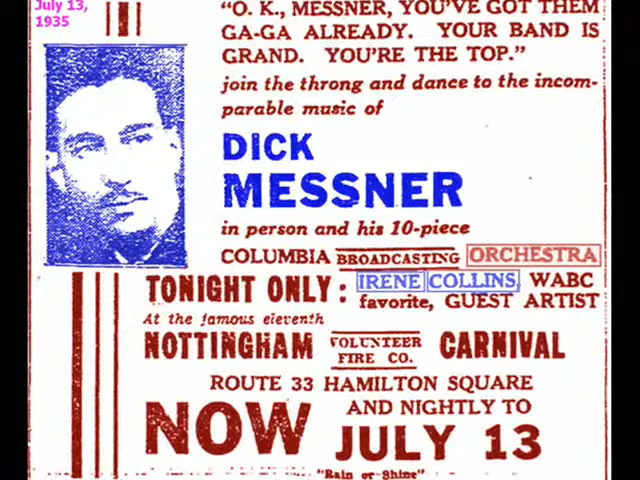 July 13,
1935
"O. K., MESSNER, YOU'VE GOT THEM
GA-GA ALREADY. YOUR BAND IS
GRAND. YOU'RE THE TOP."
join the throng and dance to the incom-
parable music of
DICK
MESSNER
in person and his 10-piece
COLUMBIA BROADCASTING ORCHESTRA
TONIGHT ONLY: IRENE COLLINS, WABC
favorite, GUEST ARTIST
At the famous eleventh
NOTTINGHAM VOLUNTEER FIRE CO. CARNIVAL
ROUTE 33 HAMILTON SQUARE
NOW AND NIGHTLY TO
JULY 13
"Rain or Shine"